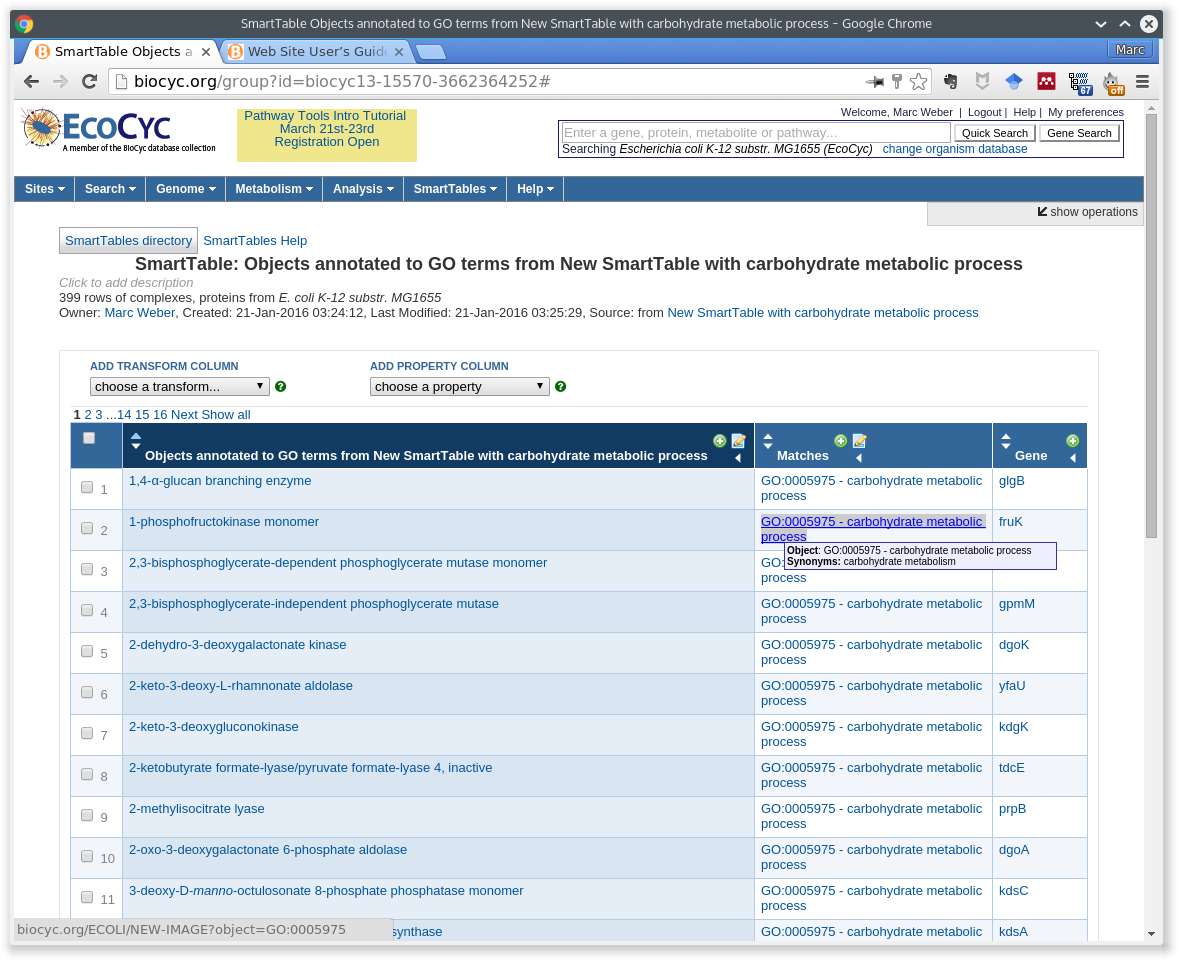 SmartTable Objects annotated to GO terms from New SmartTable with carbohydrate metabolic process - Google Chrome
SmartTable Objects a
Web Site User's Guid
Marc
biocyc.org/group?id=biocyc13-15570-3662364252#
67
off
EcoCyc
A member of the BioCyc database collection
Pathway Tools Intro Tutorial
March 21st-23rd
Registration Open
Welcome, Marc Weber | Logout | Help | My preferences
Enter a gene, protein, metabolite or pathway...
Quick Search
Gene Search
Searching Escherichia coli K-12 substr. MG1655 (EcoCyc) change organism database
Sites Search Genome Metabolism Analysis SmartTables Help
show operations
SmartTables directory SmartTables Help
SmartTable: Objects annotated to GO terms from New SmartTable with carbohydrate metabolic process
Click to add description
399 rows of complexes, proteins from E. coli K-12 substr. MG1655
Owner: Marc Weber, Created: 21-Jan-2016 03:24:12, Last Modified: 21-Jan-2016 03:25:29, Source: from New SmartTable with carbohydrate metabolic process
ADD TRANSFORM COLUMN ADD PROPERTY COLUMN
choose a transform... ? choose a property ?
1 2 3 ...14 15 16 Next Show all
Objects annotated to GO terms from New SmartTable with carbohydrate metabolic process Matches Gene
1 1,4-α-glucan branching enzyme GO:0005975 - carbohydrate metabolic process glgB
2 1-phosphofructokinase monomer GO:0005975 - carbohydrate metabolic process fruK
Object: GO:0005975 - carbohydrate metabolic process
Synonyms: carbohydrate metabolism
3 2,3-bisphosphoglycerate-dependent phosphoglycerate mutase monomer GO: process
4 2,3-bisphosphoglycerate-independent phosphoglycerate mutase GO:0005975 - carbohydrate metabolic process gpmM
5 2-dehydro-3-deoxygalactonate kinase GO:0005975 - carbohydrate metabolic process dgoK
6 2-keto-3-deoxy-L-rhamnonate aldolase GO:0005975 - carbohydrate metabolic process yfaU
7 2-keto-3-deoxygluconokinase GO:0005975 - carbohydrate metabolic process kdgK
8 2-ketobutyrate formate-lyase/pyruvate formate-lyase 4, inactive GO:0005975 - carbohydrate metabolic process tdcE
9 2-methylisocitrate lyase GO:0005975 - carbohydrate metabolic process prpB
10 2-oxo-3-deoxygalactonate 6-phosphate aldolase GO:0005975 - carbohydrate metabolic process dgoA
11 3-deoxy-D-manno-octulosonate 8-phosphate phosphatase monomer GO:0005975 - carbohydrate metabolic process kdsC
synthase GO:0005975 - carbohydrate metabolic kdsA
biocyc.org/ECOLI/NEW-IMAGE?object=GO:0005975